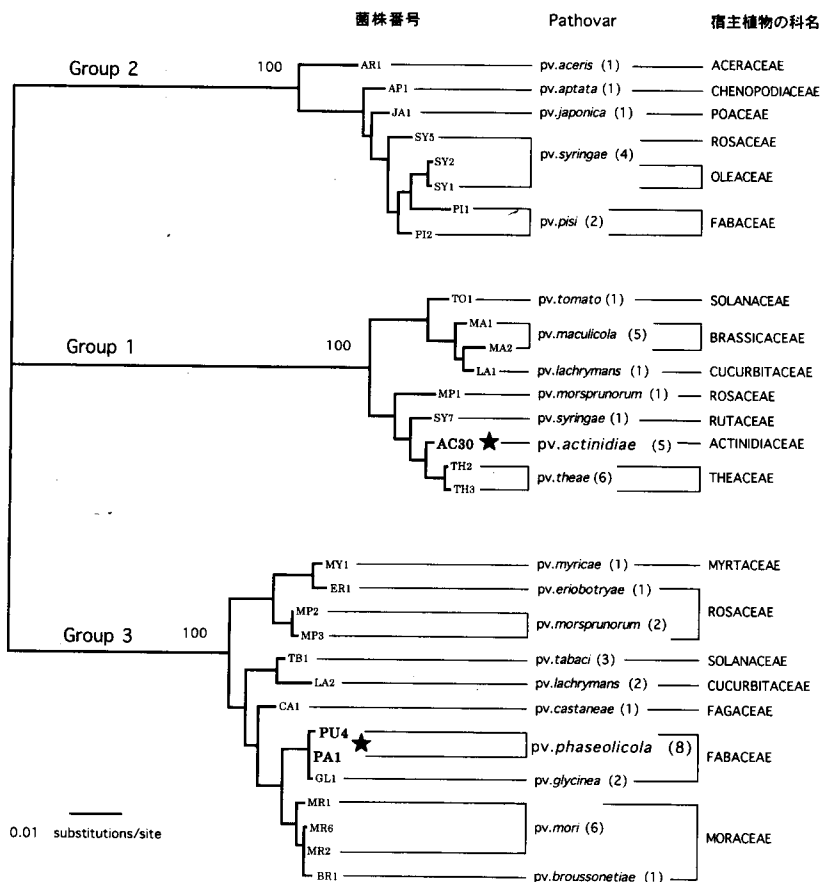 菌株番号 Pathovar 宿主植物の科名
Group 2 100
AR1 pv.aceris (1) ACERACEAE
AP1 pv.aptata (1) CHENOPODIACEAE
JA1 pv.japonica (1) POACEAE
SY5 ROSACEAE
pv.syringae (4)
SY2
OLEACEAE
SY1
PI1
pv.pisi (2) FABACEAE
PI2
Group 1 100
TO1 pv.tomato (1) SOLANACEAE
MA1
pv.maculicola (5) BRASSICACEAE
MA2
LA1 pv.lachrymans (1) CUCURBITACEAE
MP1 pv.morsprunorum (1) ROSACEAE
SY7 pv.syringae (1) RUTACEAE
AC30 ★ pv.actinidiae (5) ACTINIDIACEAE
TH2
pv.theae (6) THEACEAE
TH3
Group 3 100
MY1 pv.myricae (1) MYRTACEAE
ER1 pv.eriobotryae (1)
ROSACEAE
MP2
pv.morsprunorum (2)
MP3
TB1 pv.tabaci (3) SOLANACEAE
LA2 pv.lachrymans (2) CUCURBITACEAE
CA1 pv.castaneae (1) FAGACEAE
PU4
★ pv.phaseolicola (8)
PA1 FABACEAE
GL1 pv.glycinea (2)
MR1
MR6 pv.mori (6)
MORACEAE
MR2
BR1 pv.broussonetiae (1)
0.01 substitutions/site